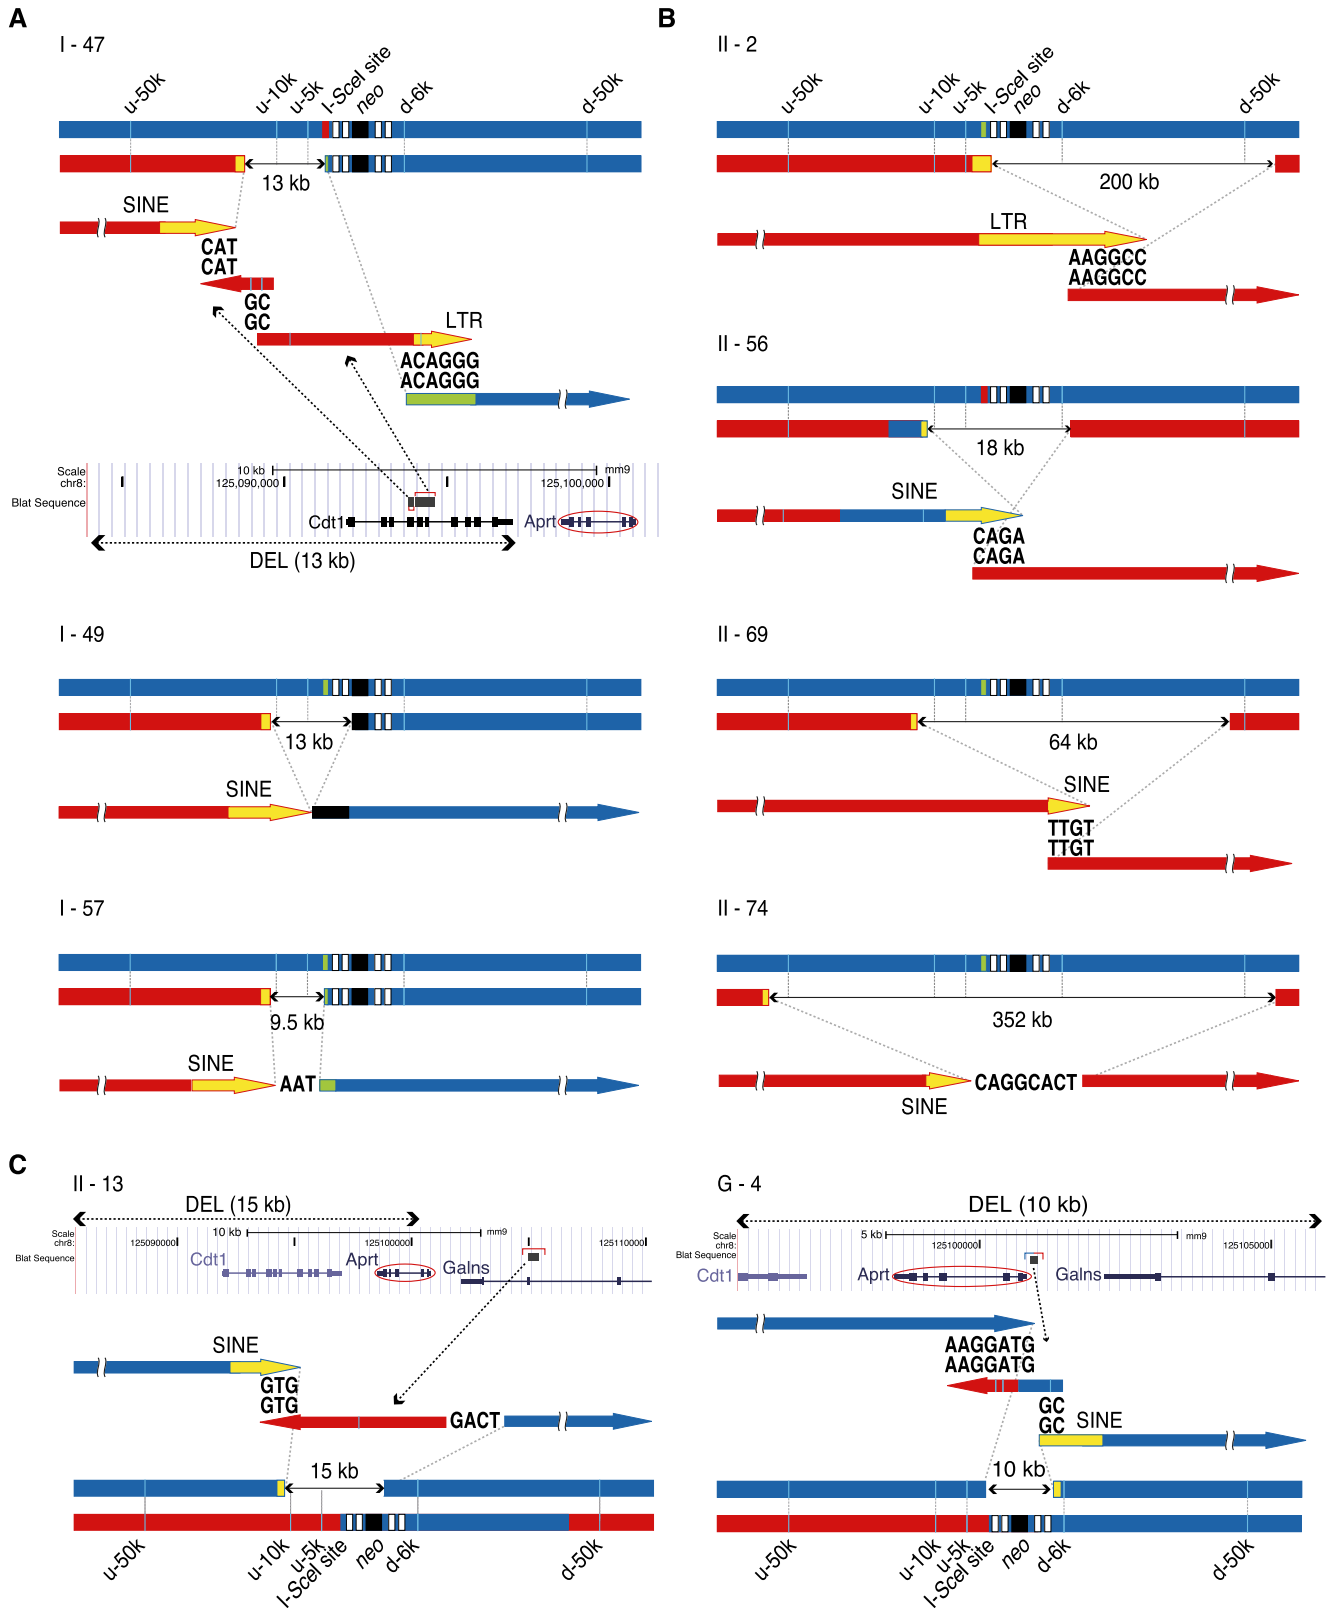 A
I - 47
u-50k
u-10k
u-5k
I-SceI site
neo
d-6k
d-50k
13 kb
SINE
CAT
CAT
GC
GC
LTR
ACAGGG
ACAGGG
Scale
10 kb
mm9
chr8:
125,090,000
125,100,000
Blat Sequence
Cdt1
Aprt
DEL (13 kb)
I - 49
13 kb
SINE
I - 57
9.5 kb
SINE
AAT
B
II - 2
u-50k
u-10k
u-5k
I-SceI site
neo
d-6k
d-50k
200 kb
LTR
AAGGCC
AAGGCC
II - 56
18 kb
SINE
CAGA
CAGA
II - 69
64 kb
SINE
TTGT
TTGT
II - 74
352 kb
CAGGCACT
SINE
C
II - 13
DEL (15 kb)
Scale
10 kb
mm9
chr8:
125090000
125100000
125110000
Blat Sequence
Cdt1
Aprt
Galns
SINE
GTG
GTG
GACT
15 kb
u-50k
u-10k
u-5k
I-SceI site
neo
d-6k
d-50k
G - 4
DEL (10 kb)
Scale
5 kb
mm9
chr8:
125100000
125105000
Blat Sequence
Cdt1
Aprt
Galns
AAGGATG
AAGGATG
GC
GC
SINE
10 kb
u-50k
u-10k
u-5k
I-SceI site
neo
d-6k
d-50k